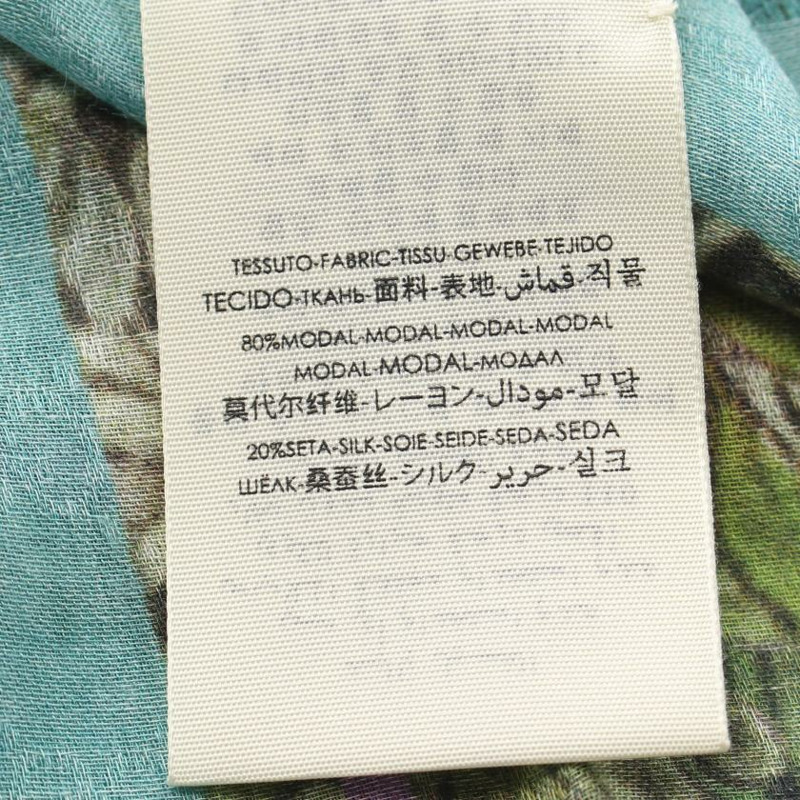 TESSUTO-FABRIC-TISSU-GEWEBE-TEJIDO
TECIDO-ТКАНЬ-面料-表地-قماش-직물
80%MODAL-MODAL-MODAL-MODAL
MODAL-MODAL-МОДАЛ
莫代尔纤维-レーヨン-مودال-모달
20%SETA-SILK-SOIE-SEIDE-SEDA-SEDA
ШЁЛК-桑蚕丝-シルク-حرير-실크